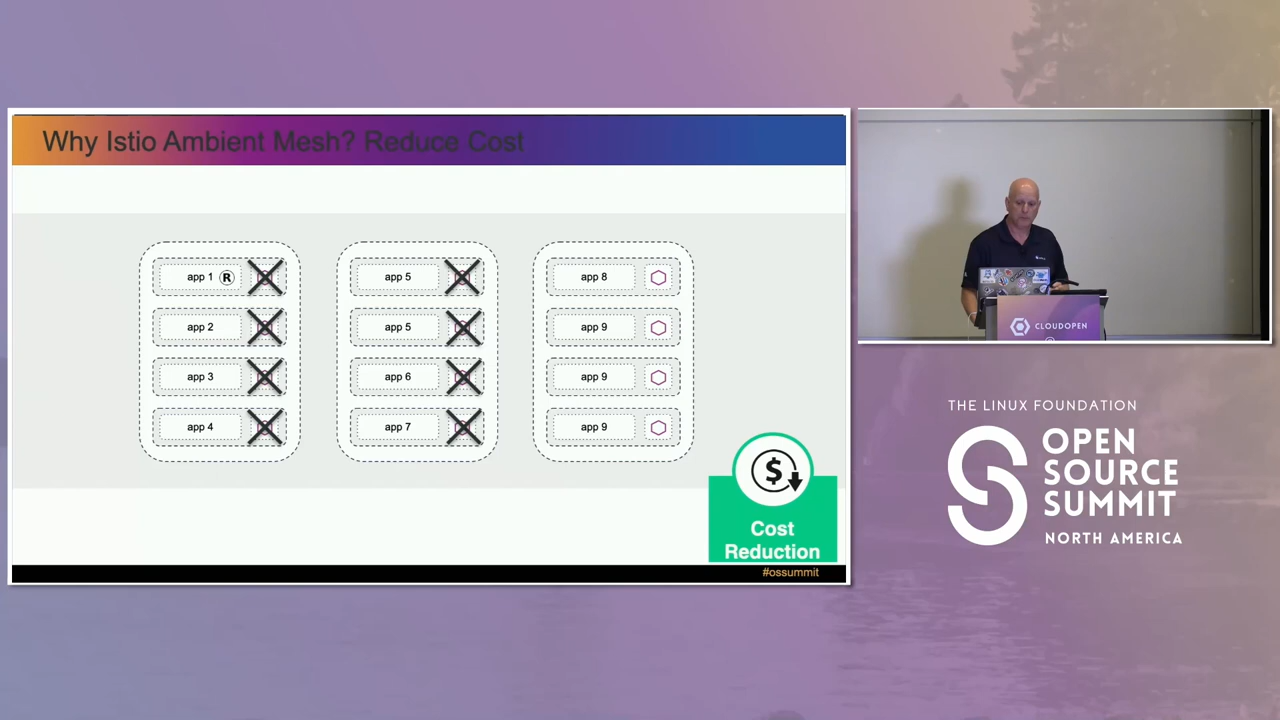 Why Istio Ambient Mesh? Reduce Cost
app 1 R
app 2
app 3
app 4
app 5
app 5
app 6
app 7
app 8
app 9
app 9
app 9
$
Cost
Reduction
#ossummit
CLOUDOPEN
THE LINUX FOUNDATION
OPEN
SOURCE
SUMMIT
NORTH AMERICA